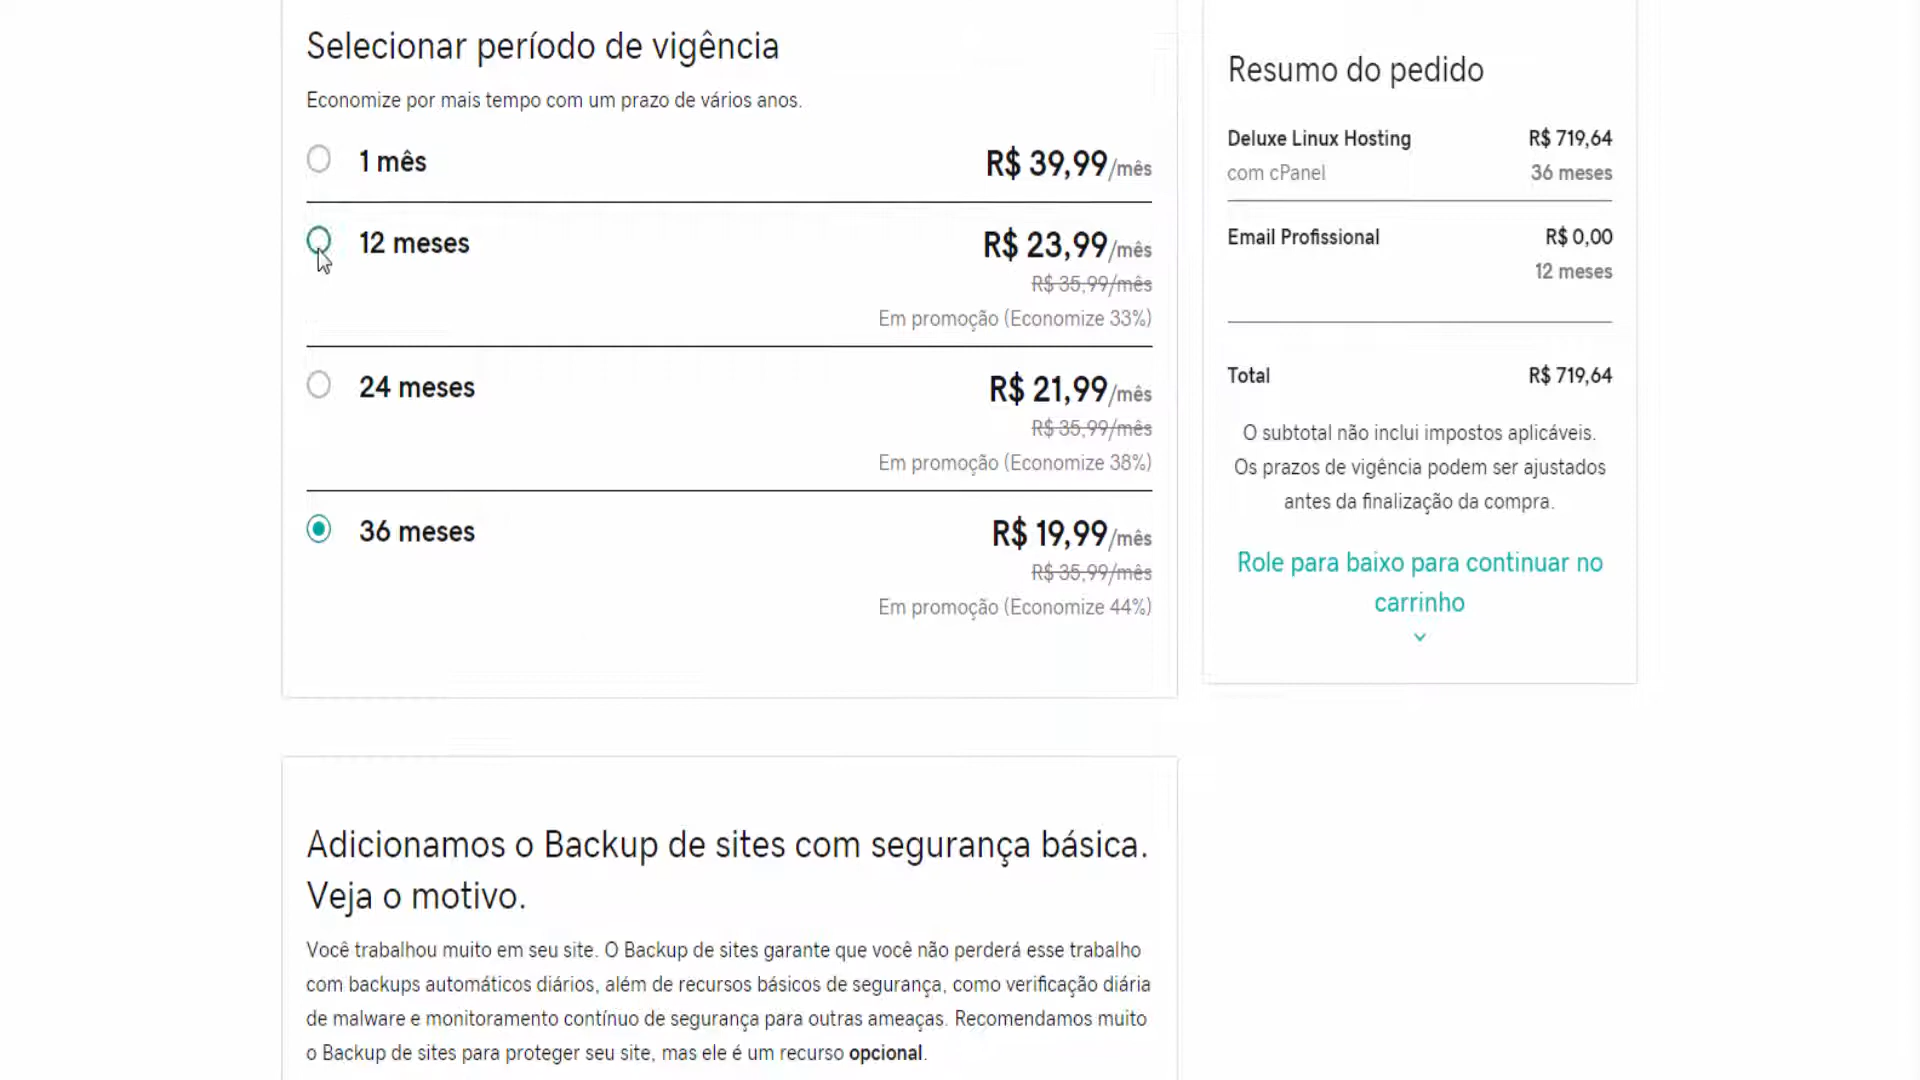 Selecionar período de vigência
Economize por mais tempo com um prazo de vários anos.
1 mês
R$ 39,99/mês
12 meses
R$ 23,99/mês
R$ 35,99/mês
Em promoção (Economize 33%)
24 meses
R$ 21,99/mês
R$ 35,99/mês
Em promoção (Economize 38%)
36 meses
R$ 19,99/mês
R$ 35,99/mês
Em promoção (Economize 44%)
Resumo do pedido
Deluxe Linux Hosting R$ 719,64
com cPanel 36 meses
Email Profissional R$ 0,00
12 meses
Total R$ 719,64
O subtotal não inclui impostos aplicáveis.
Os prazos de vigência podem ser ajustados
antes da finalização da compra.
Role para baixo para continuar no
carrinho
Adicionamos o Backup de sites com segurança básica.
Veja o motivo.
Você trabalhou muito em seu site. O Backup de sites garante que você não perderá esse trabalho
com backups automáticos diários, além de recursos básicos de segurança, como verificação diária
de malware e monitoramento contínuo de segurança para outras ameaças. Recomendamos muito
o Backup de sites para proteger seu site, mas ele é um recurso opcional.